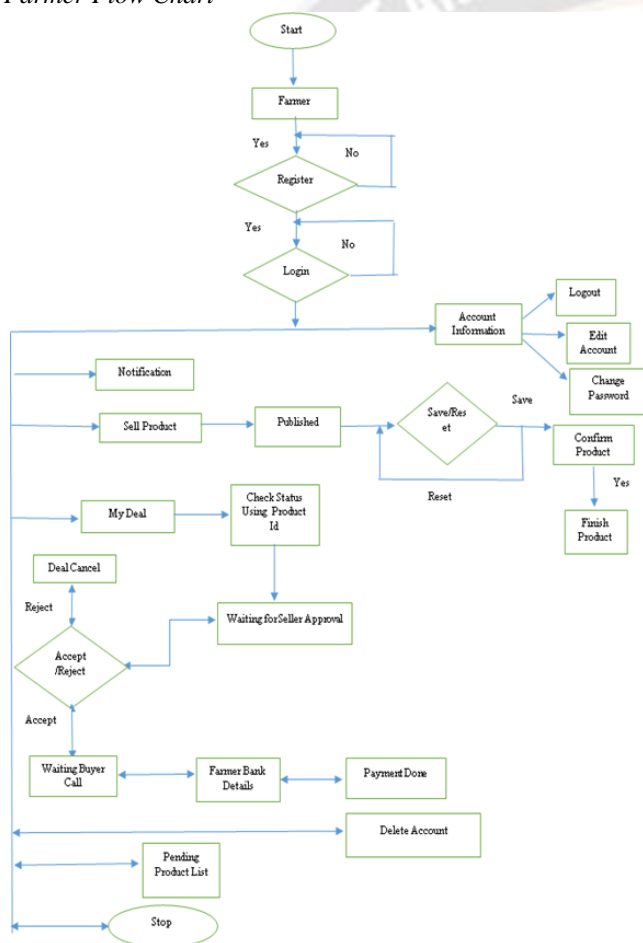 Farmer Flow Chart
Start
Farmer
Yes
No
Register
Yes
No
Login
Account
Information
Logout
Edit
Account
Change
Password
Notification
Sell Product
Published
Save/Res
et
Save
Reset
Confirm
Product
Yes
Finish
Product
My Deal
Check Status
Using Product
Id
Deal Cancel
Reject
Waiting for Seller Approval
Accept
/Reject
Accept
Waiting Buyer
Call
Farmer Bank
Details
Payment Done
Delete Account
Pending
Product List
Stop